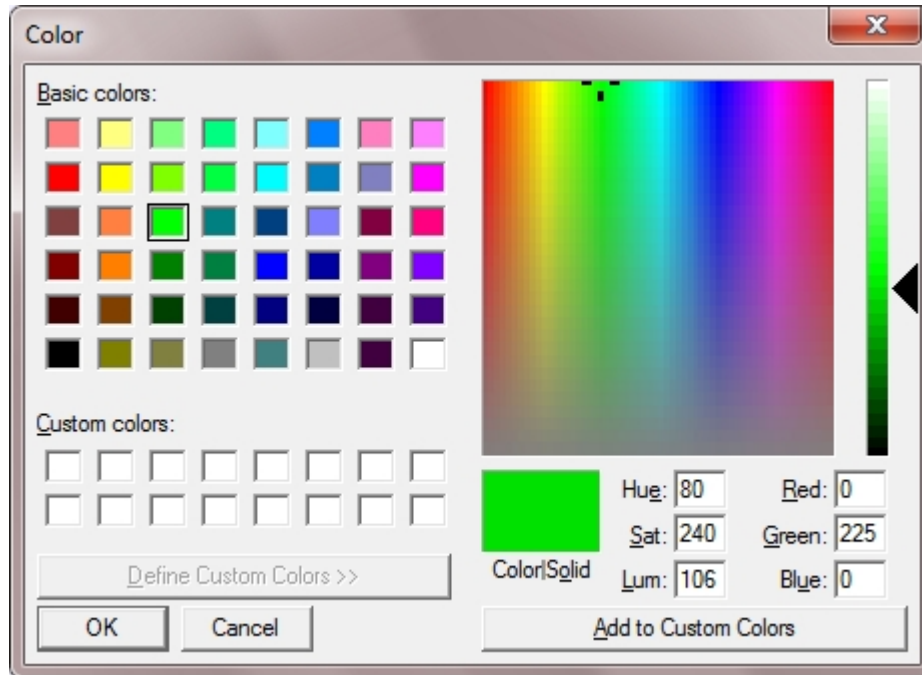 Color
Basic colors:
Custom colors:
Define Custom Colors >>
OK Cancel
Color|Solid
Hue: 80 Red: 0
Sat: 240 Green: 225
Lum: 106 Blue: 0
Add to Custom Colors